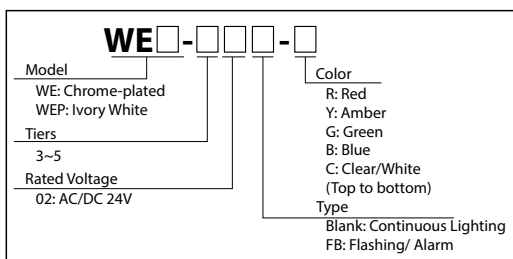 WE□-□□□-□
Model
WE: Chrome-plated
WEP: Ivory White
Tiers
3~5
Rated Voltage
02: AC/DC 24V
Color
R: Red
Y: Amber
G: Green
B: Blue
C: Clear/White
(Top to bottom)
Type
Blank: Continuous Lighting
FB: Flashing/ Alarm